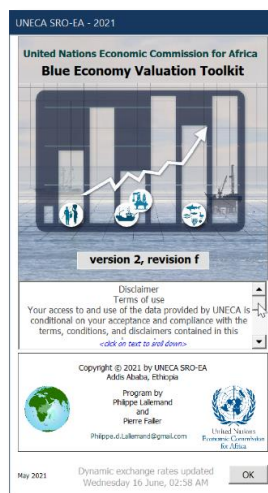 UNECA SRO-EA - 2021
United Nations Economic Commission for Africa
Blue Economy Valuation Toolkit
version 2, revision f
Disclaimer
Terms of use
Your access to and use of the data provided by UNECA is
conditional on your acceptance and compliance with the
terms, conditions, and disclaimers contained in this
<click on text to sroll down>
Copyright © 2021 by UNECA SRO-EA
Addis Ababa, Ethiopia
Program by
Philippe Lallemand
and
Pierre Failler
Philippe.d.Lallemand@gmail.com
United Nations
Economic Commission
for Africa
May 2021
Dynamic exchange rates updated
Wednesday 16 June, 02:58 AM
OK